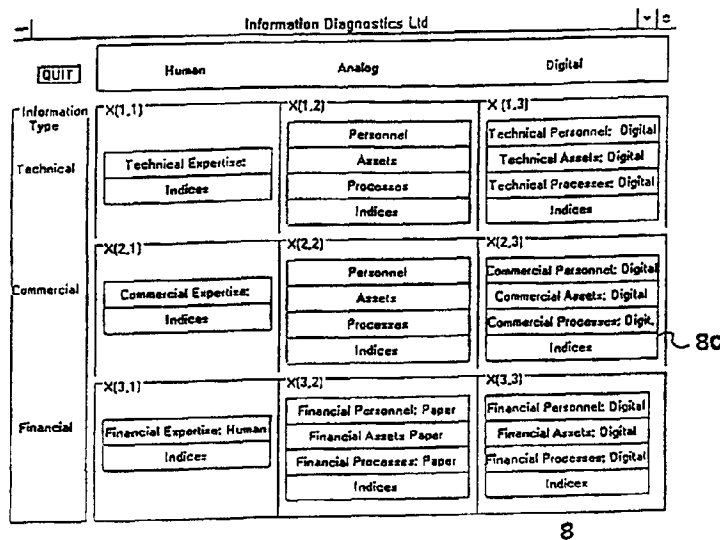 Information Diagnostics Ltd
QUIT
Human Analog Digital
Information Type
Technical
Commercial
Financial
X(1,1)
Technical Expertise:
Indices
X(1,2)
Personnel
Assets
Processes
Indices
X (1,3)
Technical Personnel: Digital
Technical Assets: Digital
Technical Processes: Digital
Indices
X(2,1)
Commercial Expertise:
Indices
X(2,2)
Personnel
Assets
Processes
Indices
X(2,3)
Commercial Personnel: Digital
Commercial Assets: Digital
Commercial Processes: Digit.
Indices
80
X(3,1)
Financial Expertise: Human
Indices
X(3,2)
Financial Personnel: Paper
Financial Assets Paper
Financial Processes: Paper
Indices
X(3,3)
Financial Personnel: Digital
Financial Assets: Digital
Financial Processes: Digital
Indices
8